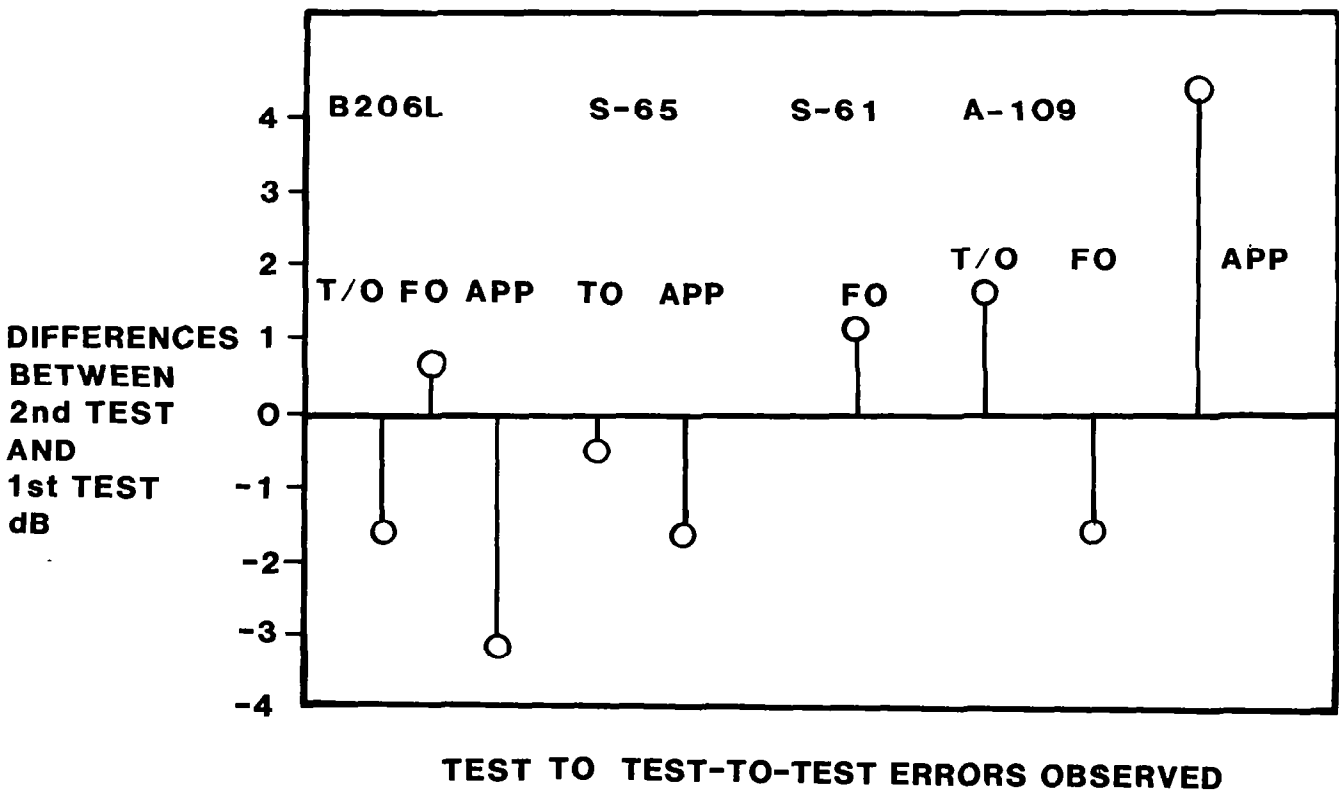 B206L S-65 S-61 A-109
4
3
2
1
0
-1
-2
-3
-4
T/O FO APP TO APP FO T/O FO APP
DIFFERENCES
BETWEEN
2nd TEST
AND
1st TEST
dB
TEST TO TEST-TO-TEST ERRORS OBSERVED